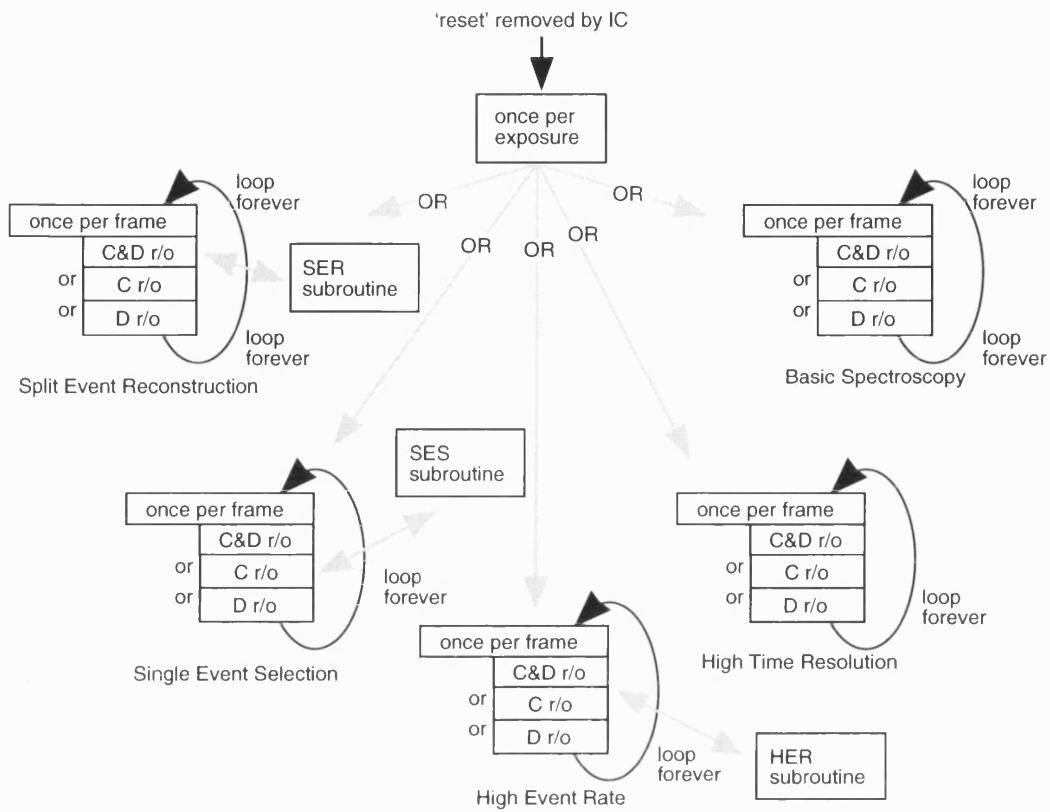 ‘reset’ removed by IC
once per
exposure
OR
OR
OR
OR
OR
loop
forever
once per frame
C&D r/o
or
C r/o
or
D r/o
loop
forever
Split Event Reconstruction
SER
subroutine
loop
forever
once per frame
C&D r/o
or
C r/o
or
D r/o
loop
forever
Basic Spectroscopy
SES
subroutine
once per frame
C&D r/o
or
C r/o
or
D r/o
loop
forever
Single Event Selection
once per frame
C&D r/o
or
C r/o
or
D r/o
loop
forever
High Time Resolution
once per frame
C&D r/o
or
C r/o
or
D r/o
loop
forever
High Event Rate
HER
subroutine